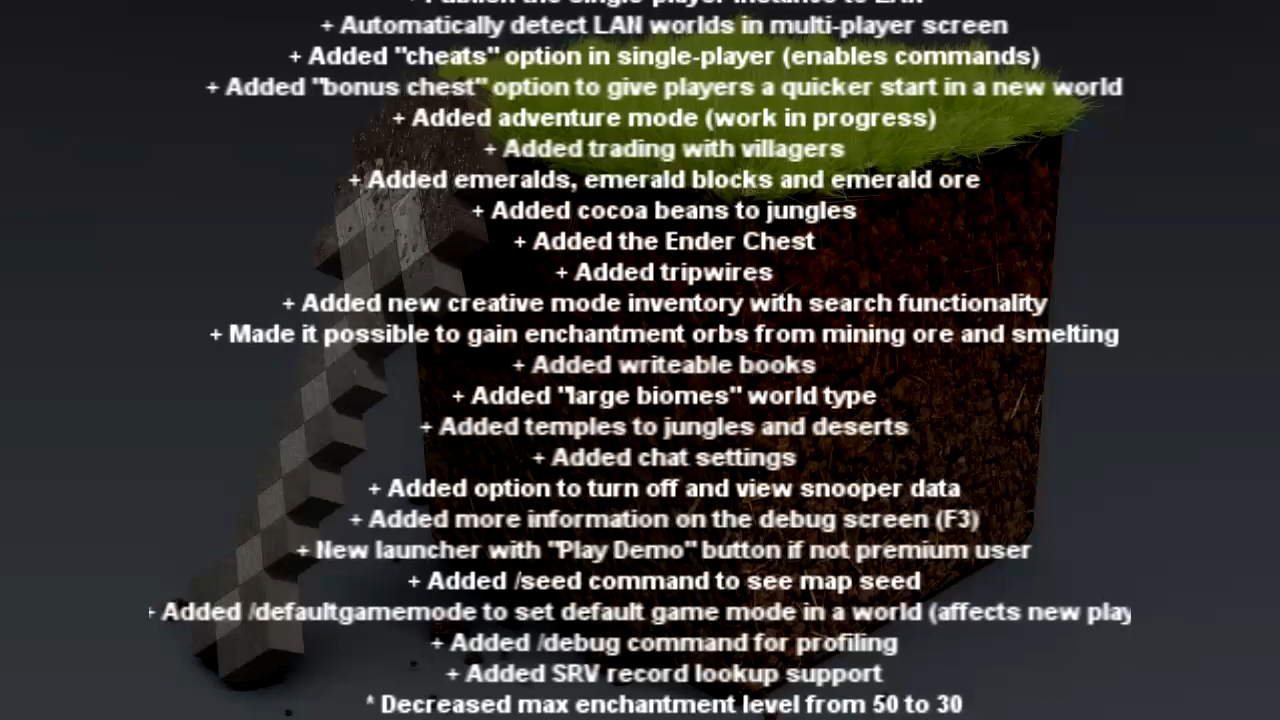 + Publish the single-player instance to LAN
+ Automatically detect LAN worlds in multi-player screen
+ Added "cheats" option in single-player (enables commands)
+ Added "bonus chest" option to give players a quicker start in a new world
+ Added adventure mode (work in progress)
+ Added trading with villagers
+ Added emeralds, emerald blocks and emerald ore
+ Added cocoa beans to jungles
+ Added the Ender Chest
+ Added tripwires
+ Added new creative mode inventory with search functionality
+ Made it possible to gain enchantment orbs from mining ore and smelting
+ Added writeable books
+ Added "large biomes" world type
+ Added temples to jungles and deserts
+ Added chat settings
+ Added option to turn off and view snooper data
+ Added more information on the debug screen (F3)
+ New launcher with "Play Demo" button if not premium user
+ Added /seed command to see map seed
+ Added /defaultgamemode to set default game mode in a world (affects new play
+ Added /debug command for profiling
+ Added SRV record lookup support
* Decreased max enchantment level from 50 to 30